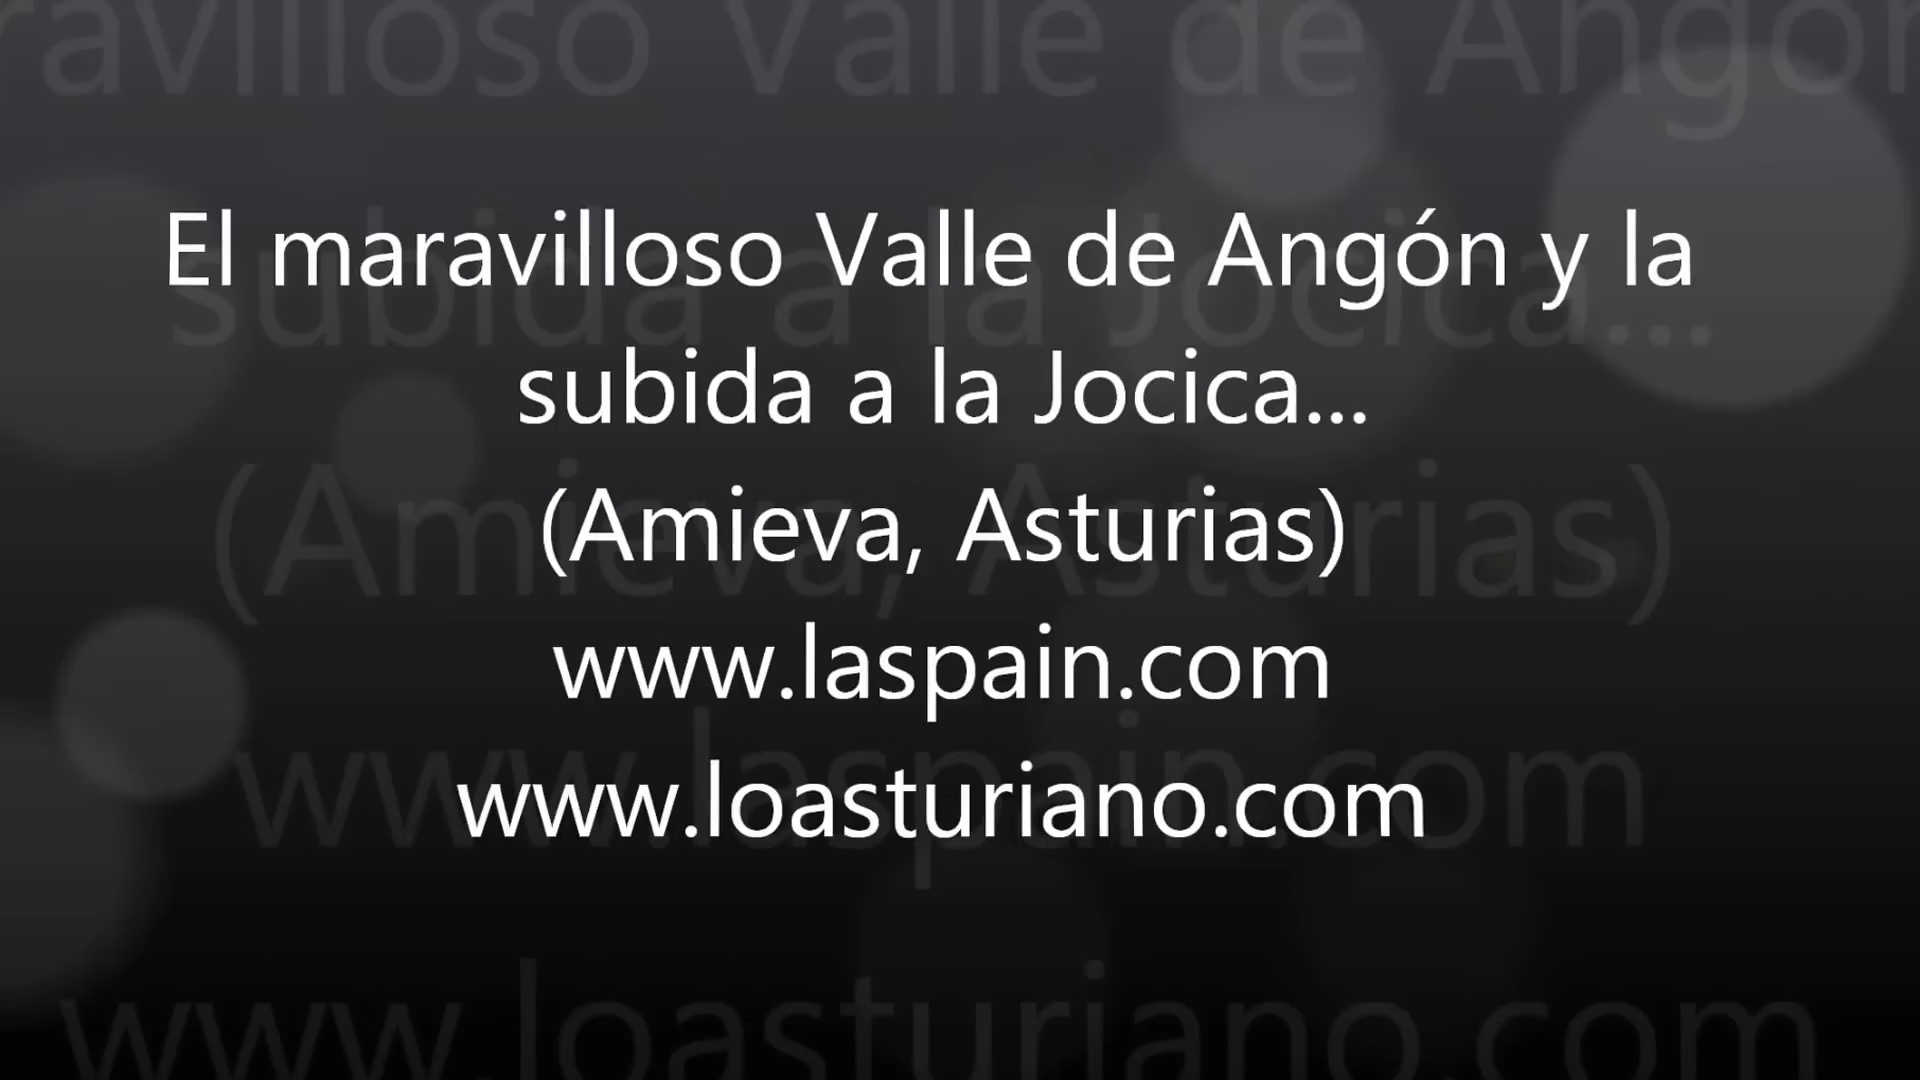 El maravilloso Valle de Angón y la
subida a la Jocica...
(Amieva, Asturias)
www.laspain.com
www.loasturiano.com